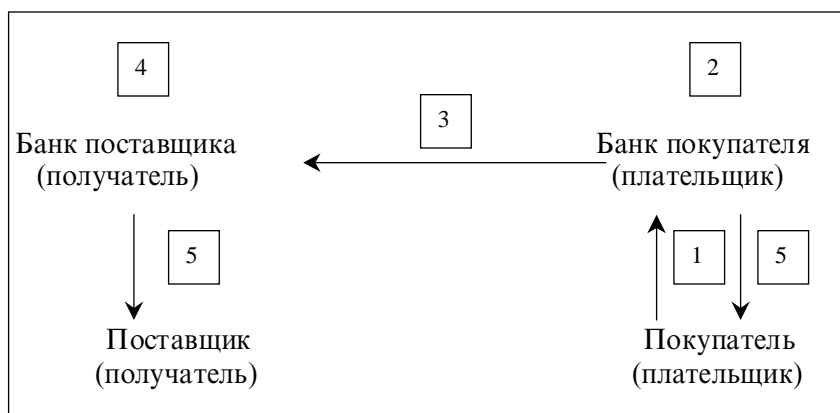 4
2
3
Банк поставщика
(получатель)
Банк покупателя
(плательщик)
5
1
5
Поставщик
(получатель)
Покупатель
(плательщик)